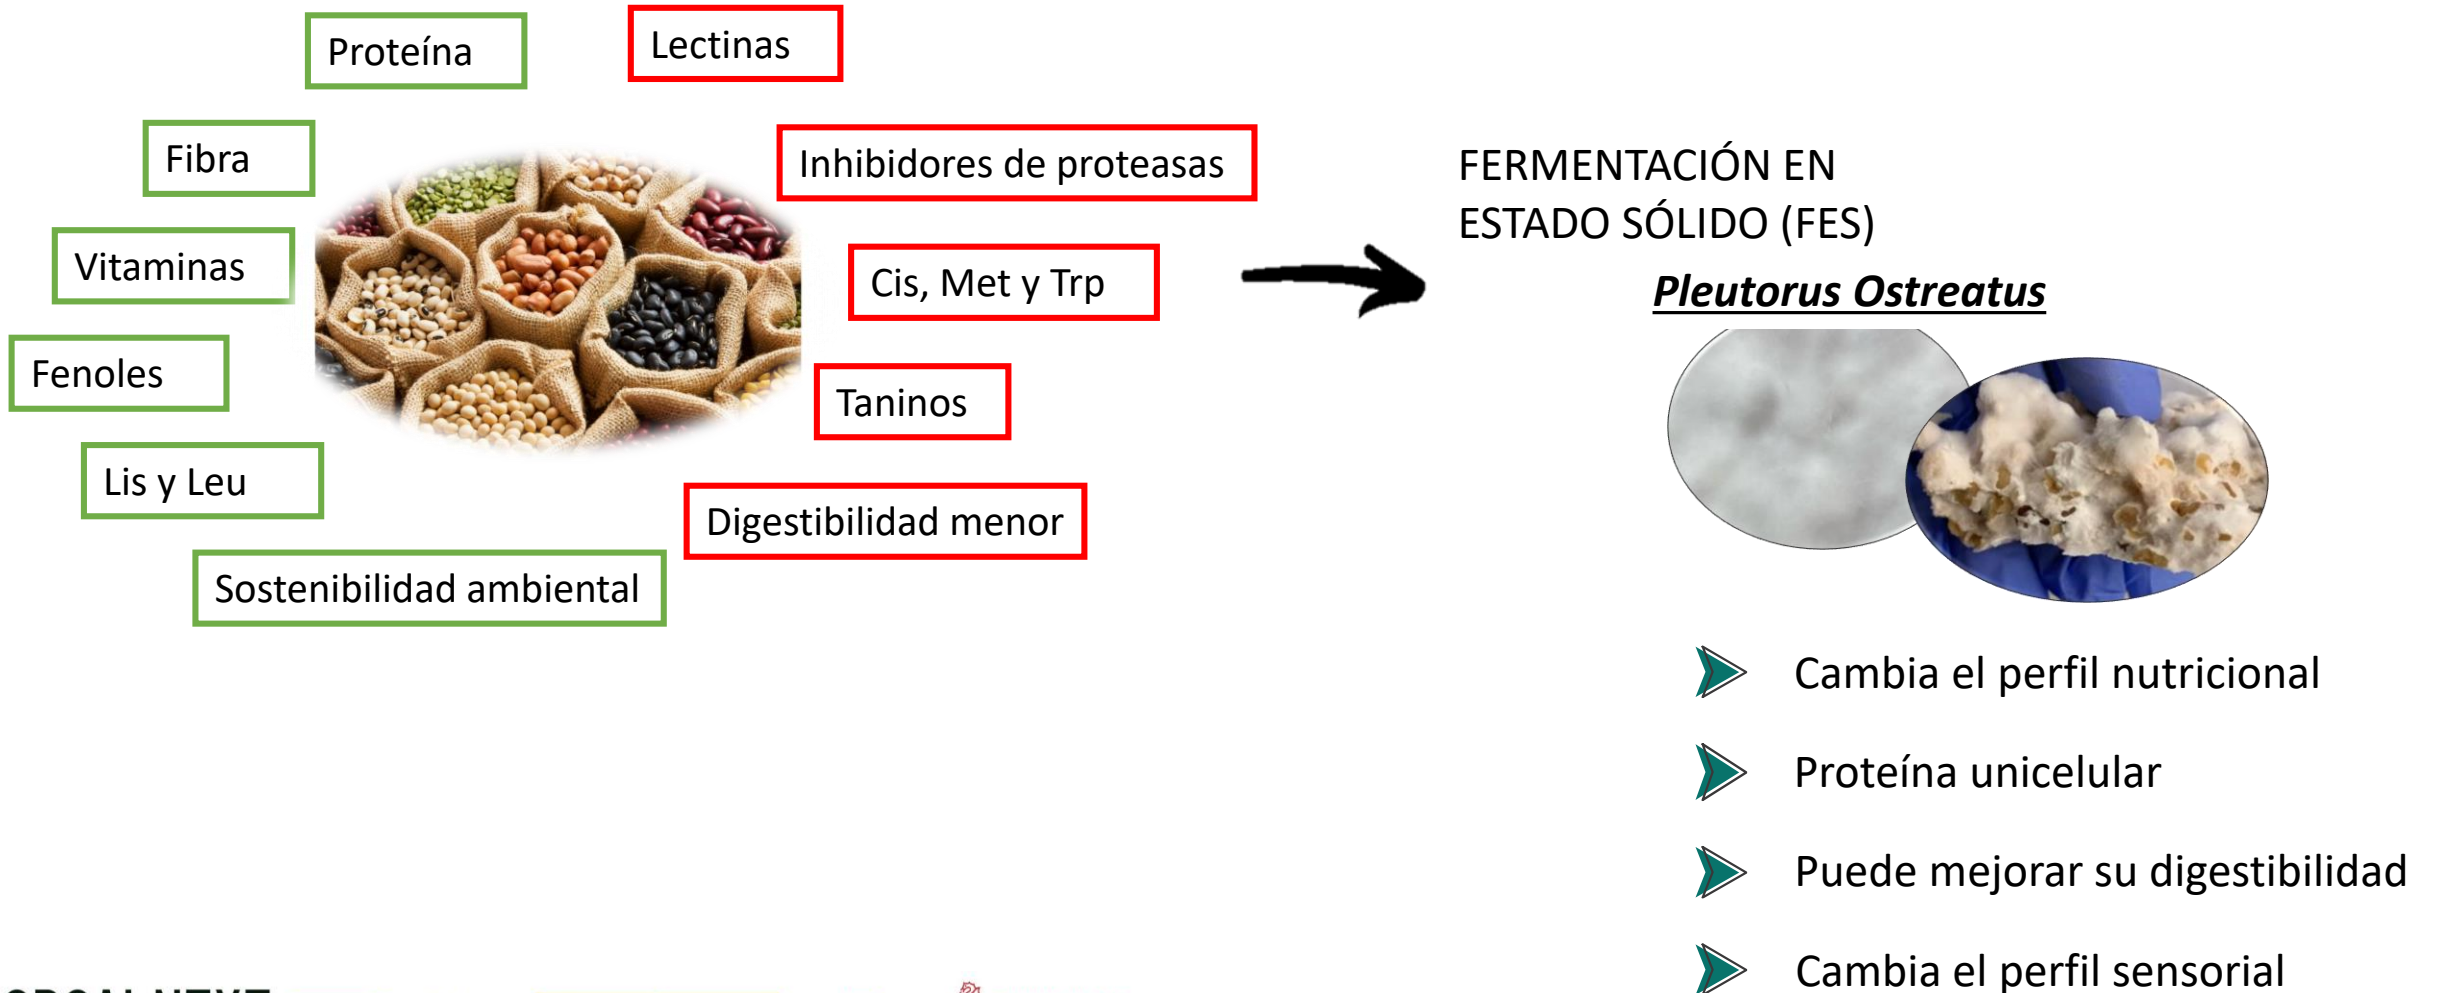 Proteína
Lectinas
Fibra
Inhibidores de proteasas
Vitaminas
Cis, Met y Trp
Fenoles
Taninos
Lis y Leu
Digestibilidad menor
Sostenibilidad ambiental
FERMENTACIÓN EN
ESTADO SÓLIDO (FES)
Pleutorus Ostreatus
Cambia el perfil nutricional
Proteína unicelular
Puede mejorar su digestibilidad
Cambia el perfil sensorial